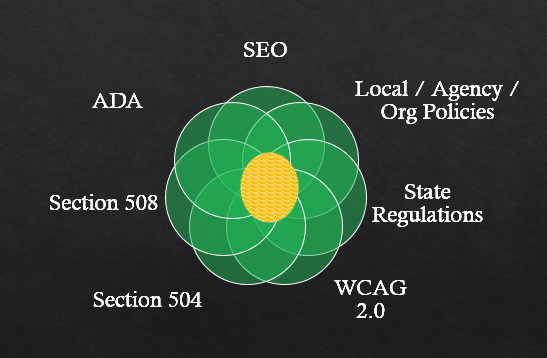 SEO
ADA
Local / Agency /
Org Policies
Section 508
State
Regulations
Section 504
WCAG
2.0